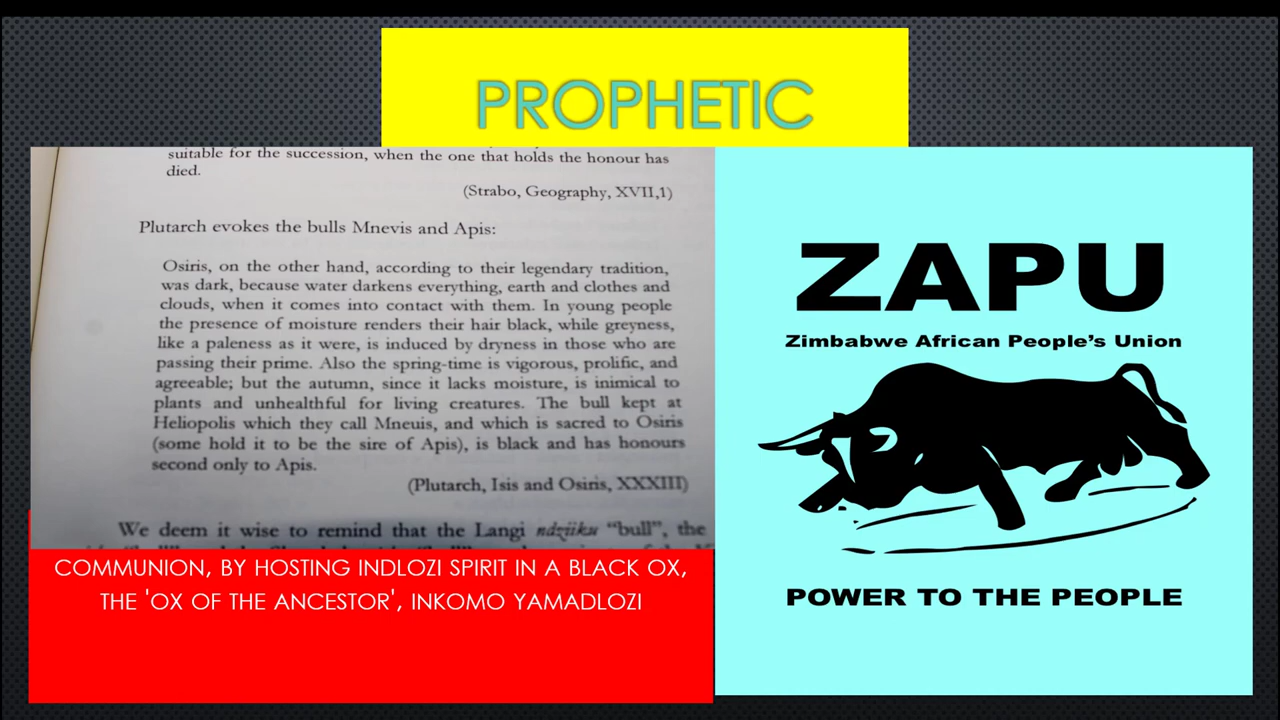 PROPHETIC
suitable for the succession, when the one that holds the honour has
died.
(Strabo, Geography, XVII,1)
Plutarch evokes the bulls Mnevis and Apis:
Osiris, on the other hand, according to their legendary tradition,
was dark, because water darkens everything, earth and clothes and
clouds, when it comes into contact with them. In young people
the presence of moisture renders their hair black, while greyness,
like a paleness as it were, is induced by dryness in those who are
passing their prime. Also the spring-time is vigorous, prolific, and
agreeable; but the autumn, since it lacks moisture, is inimical to
plants and unhealthful for living creatures. The bull kept at
Heliopolis which they call Mneuis, and which is sacred to Osiris
(some hold it to be the sire of Apis), is black and has honours
second only to Apis.
(Plutarch, Isis and Osiris, XXXIII)
We deem it wise to remind that the Langi "bull", the
COMMUNION, BY HOSTING INDLOZI SPIRIT IN A BLACK OX,
THE 'OX OF THE ANCESTOR', INKOMO YAMADLOZI
ZAPU
Zimbabwe African People's Union
POWER TO THE PEOPLE